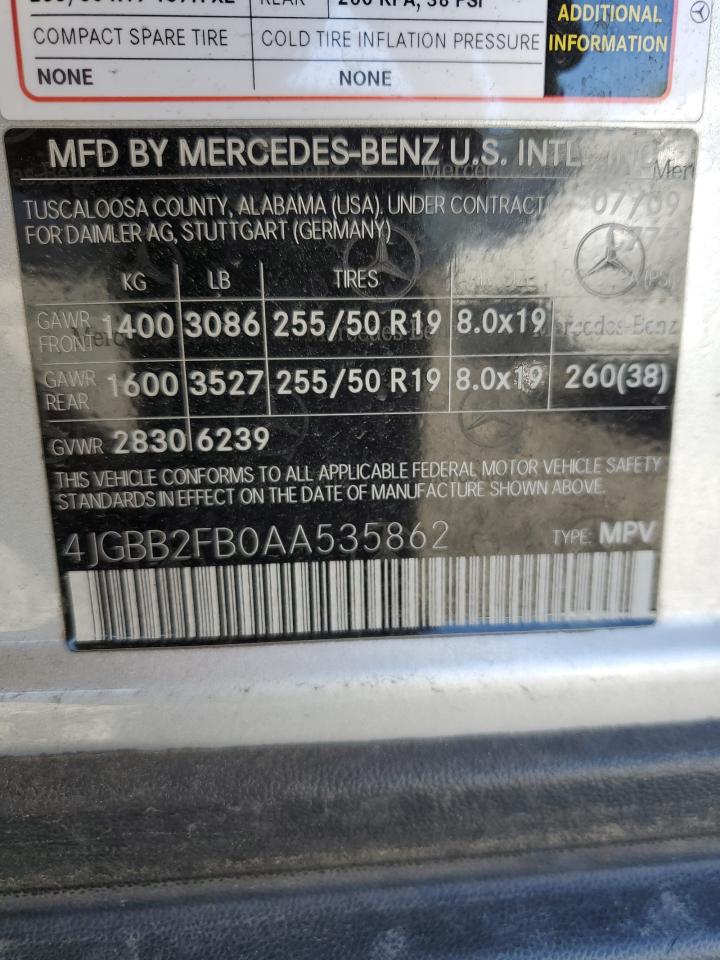 REAR
COMPACT SPARE TIRE COLD TIRE INFLATION PRESSURE
NONE NONE
ADDITIONAL
INFORMATION
MFD BY MERCEDES-BENZ U.S. INTL. INC
TUSCALOOSA COUNTY, ALABAMA (USA), UNDER CONTRACT 07/09
FOR DAIMLER AG, STUTTGART (GERMANY)
KG LB TIRES
GAWR FRONT 1400 3086 255/50 R19 8.0x19
GAWR REAR 1600 3527 255/50 R19 8.0x19 260(38)
GVWR 2830 6239
THIS VEHICLE CONFORMS TO ALL APPLICABLE FEDERAL MOTOR VEHICLE SAFETY
STANDARDS IN EFFECT ON THE DATE OF MANUFACTURE SHOWN ABOVE.
4JGBB2FB0AA535862 TYPE: MPV